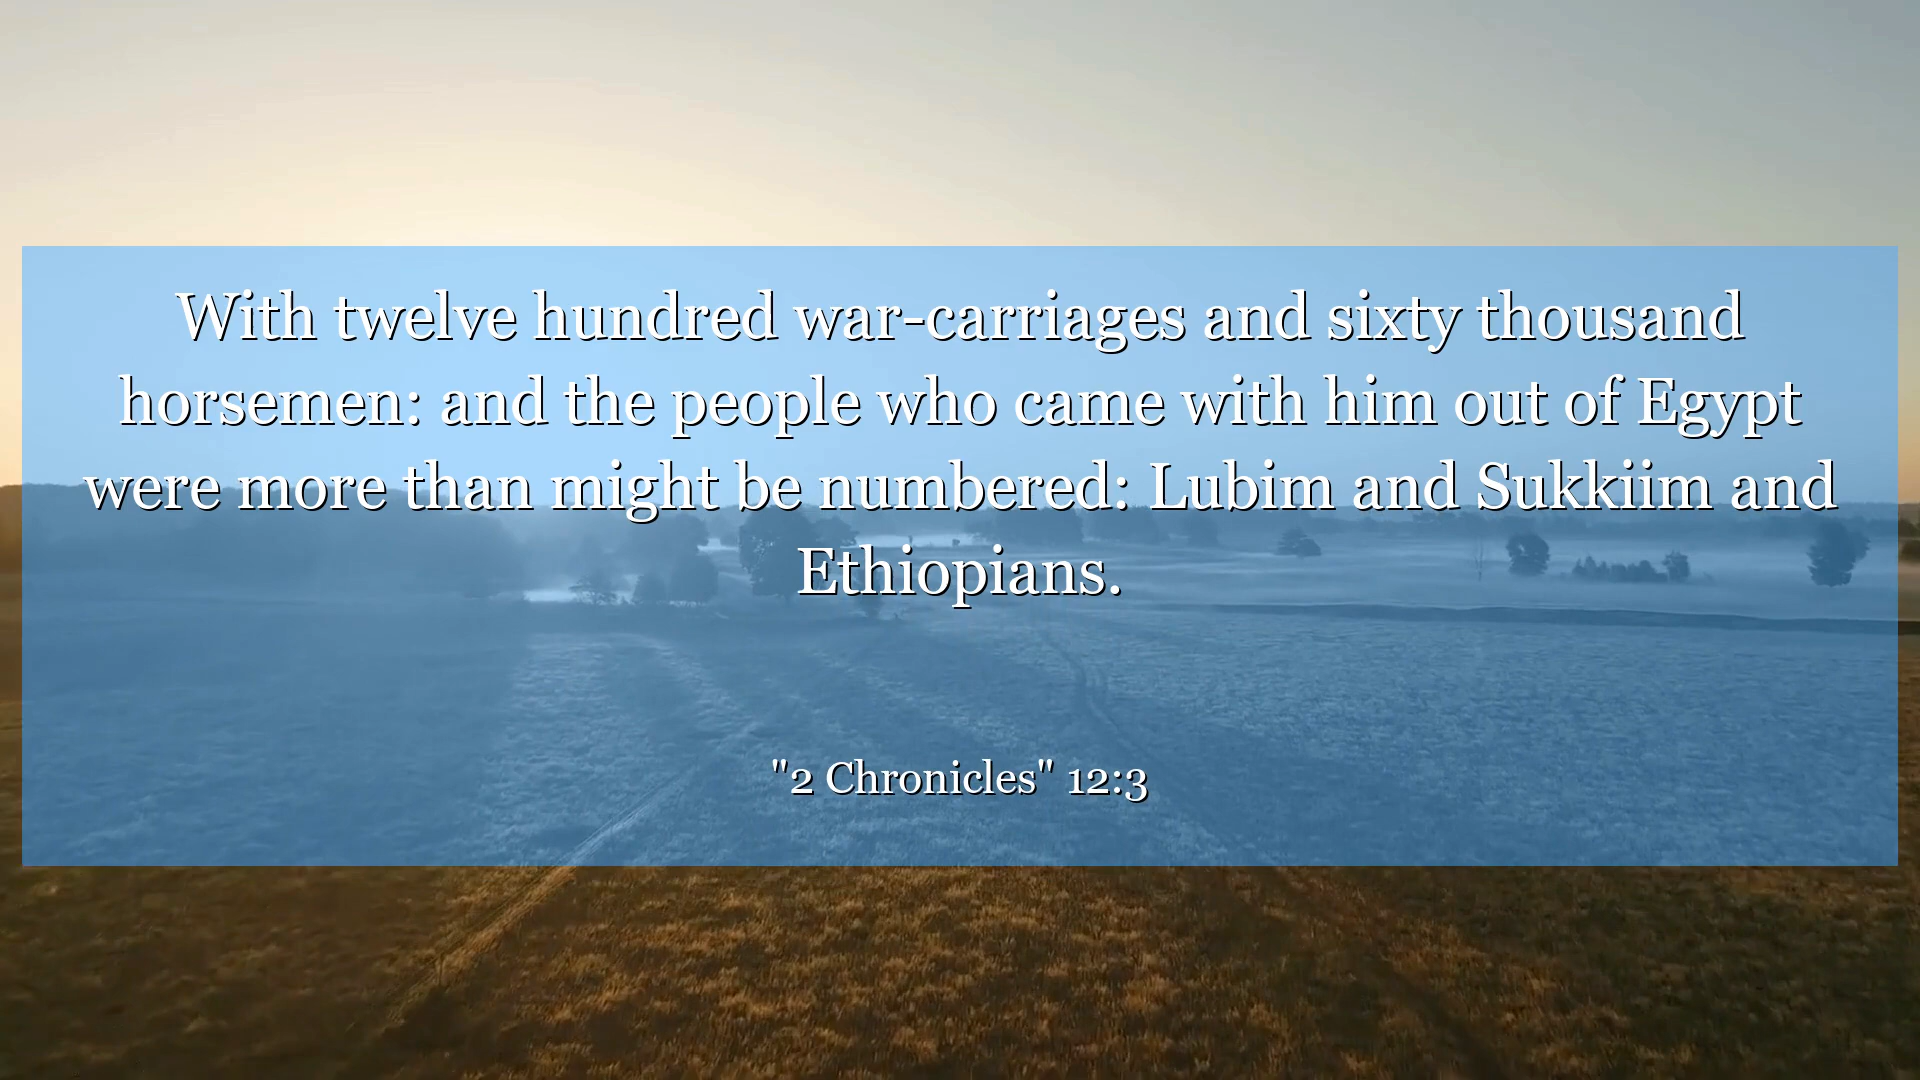 With twelve hundred war-carriages and sixty thousand
horsemen: and the people who came with him out of Egypt
were more than might be numbered: Lubim and Sukkiim and
Ethiopians.
"2 Chronicles" 12:3